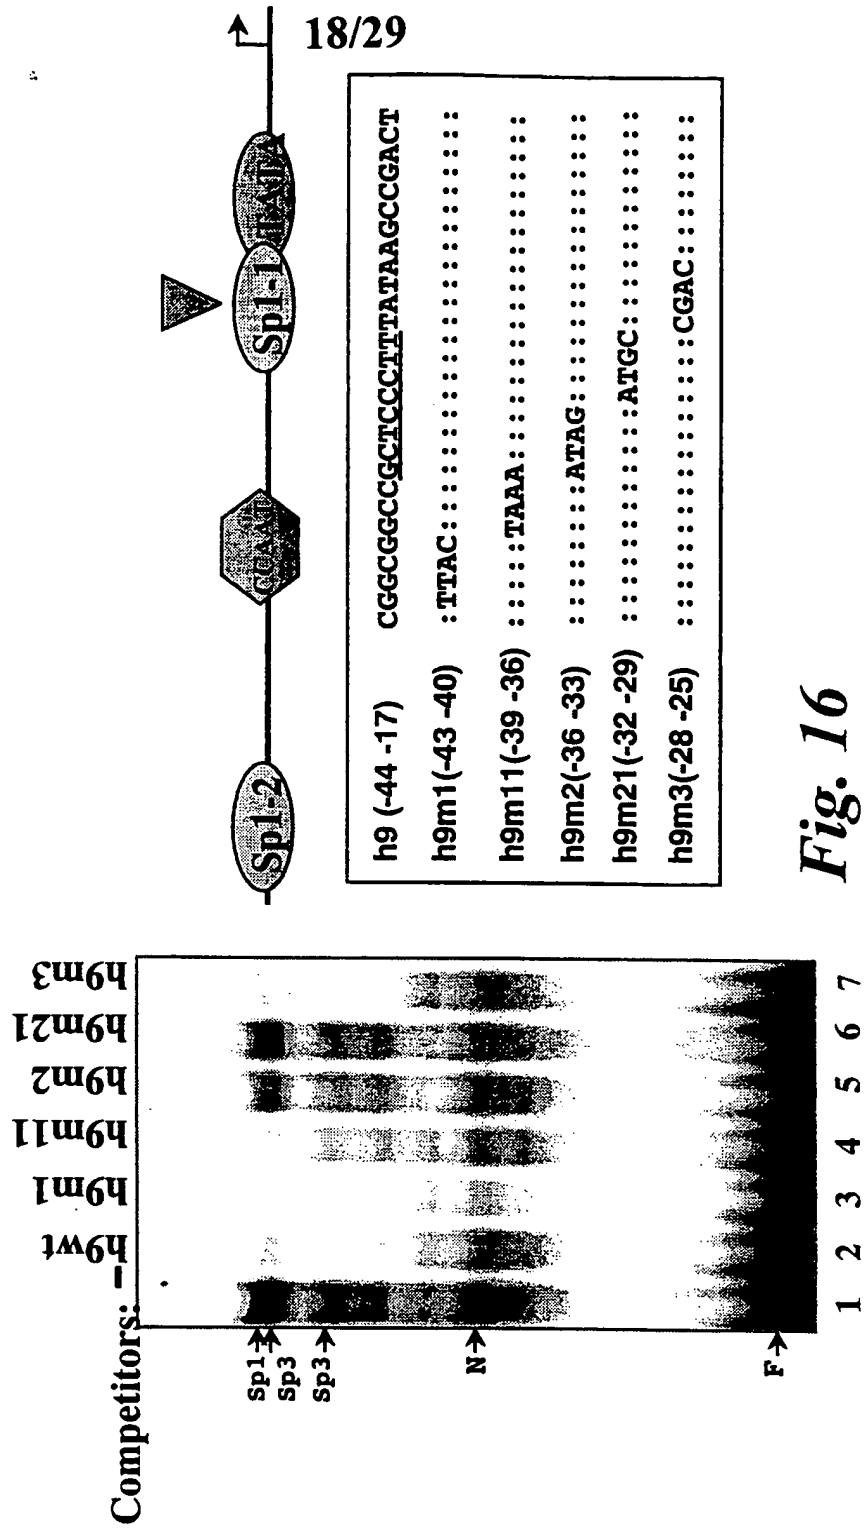 18/29
Sp1-2
CCAAT
Sp1-1
TATA
h9 (-44 -17) CGGCGGCCGCTCCCTTTATAAGCCGACT
h9m1(-43 -40) :TTAC:::::::::::::::::::::::
h9m11(-39 -36) :::::TAAA:::::::::::::::::::
h9m2(-36 -33) ::::::::ATAG::::::::::::::::
h9m21(-32 -29) ::::::::::::ATGC::::::::::::
h9m3(-28 -25) ::::::::::::::::CGAC::::::::
Fig. 16
Competitors: – h9wt h9m1 h9m11 h9m2 h9m21 h9m3
Sp1
Sp3
Sp3
N
F
1 2 3 4 5 6 7